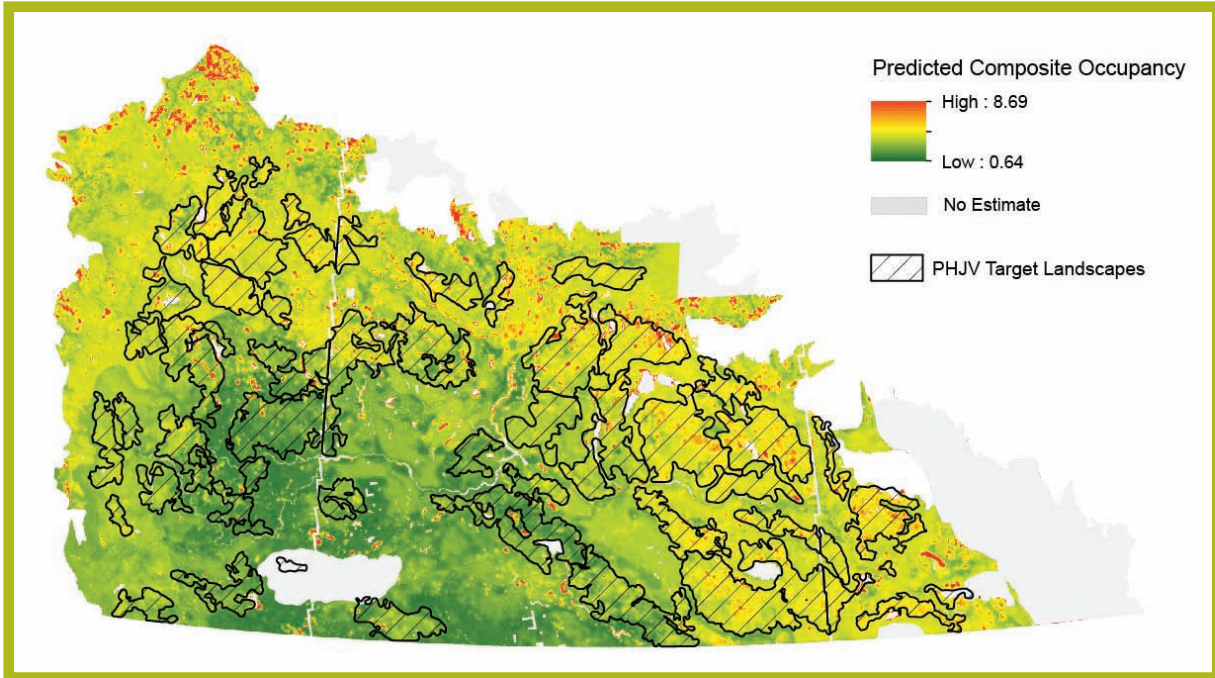 Predicted Composite Occupancy
High : 8.69
Low : 0.64
No Estimate
PHJV Target Landscapes